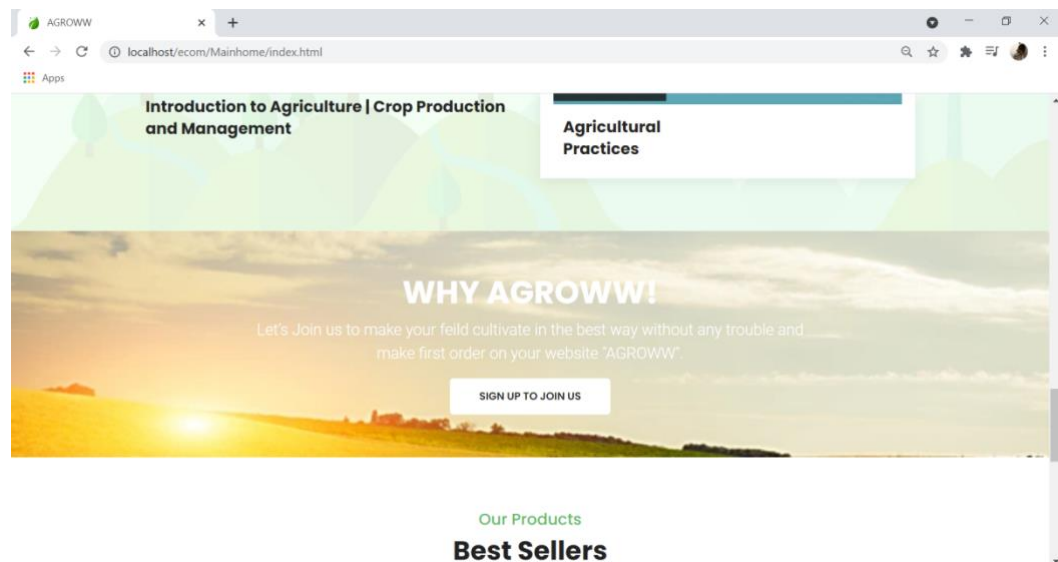 AGROWW
localhost/ecom/Mainhome/index.html
Apps
Introduction to Agriculture | Crop Production
and Management
Agricultural
Practices
WHY AGROWW!
Let's Join us to make your feild cultivate in the best way without any trouble and
make first order on your website "AGROWW".
SIGN UP TO JOIN US
Our Products
Best Sellers